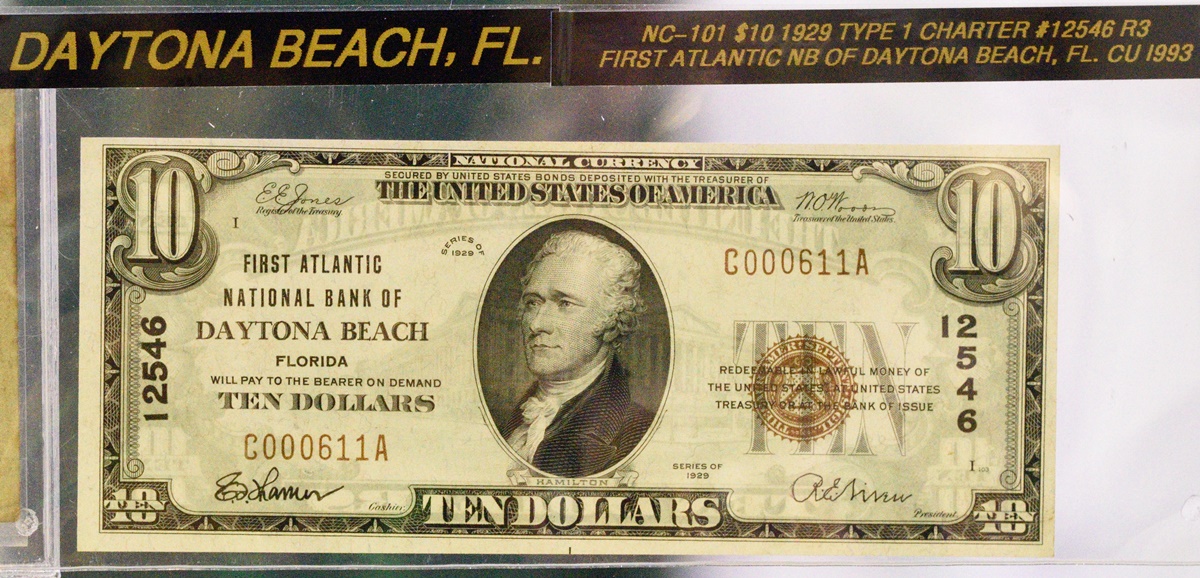 DAYTONA BEACH, FL.
NC-101 $10 1929 TYPE 1 CHARTER #12546 R3
FIRST ATLANTIC NB OF DAYTONA BEACH, FL. CU 1993
NATIONAL CURRENCY
SECURED BY UNITED STATES BONDS DEPOSITED WITH THE TREASURER OF
THE UNITED STATES OF AMERICA
10
10
E.E. Jones
Register of the Treasury
W.O. Woods
Treasurer of the United States.
I
SERIES OF
1929
C000611A
FIRST ATLANTIC
NATIONAL BANK OF
DAYTONA BEACH
FLORIDA
WILL PAY TO THE BEARER ON DEMAND
TEN DOLLARS
C000611A
12546
12546
TEN
REDEEMABLE IN LAWFUL MONEY OF
THE UNITED STATES AT UNITED STATES
TREASURY OR AT THE BANK OF ISSUE
SERIES OF
1929
I
HAMILTON
Cashier
President
10
TEN
TEN DOLLARS
10
TEN